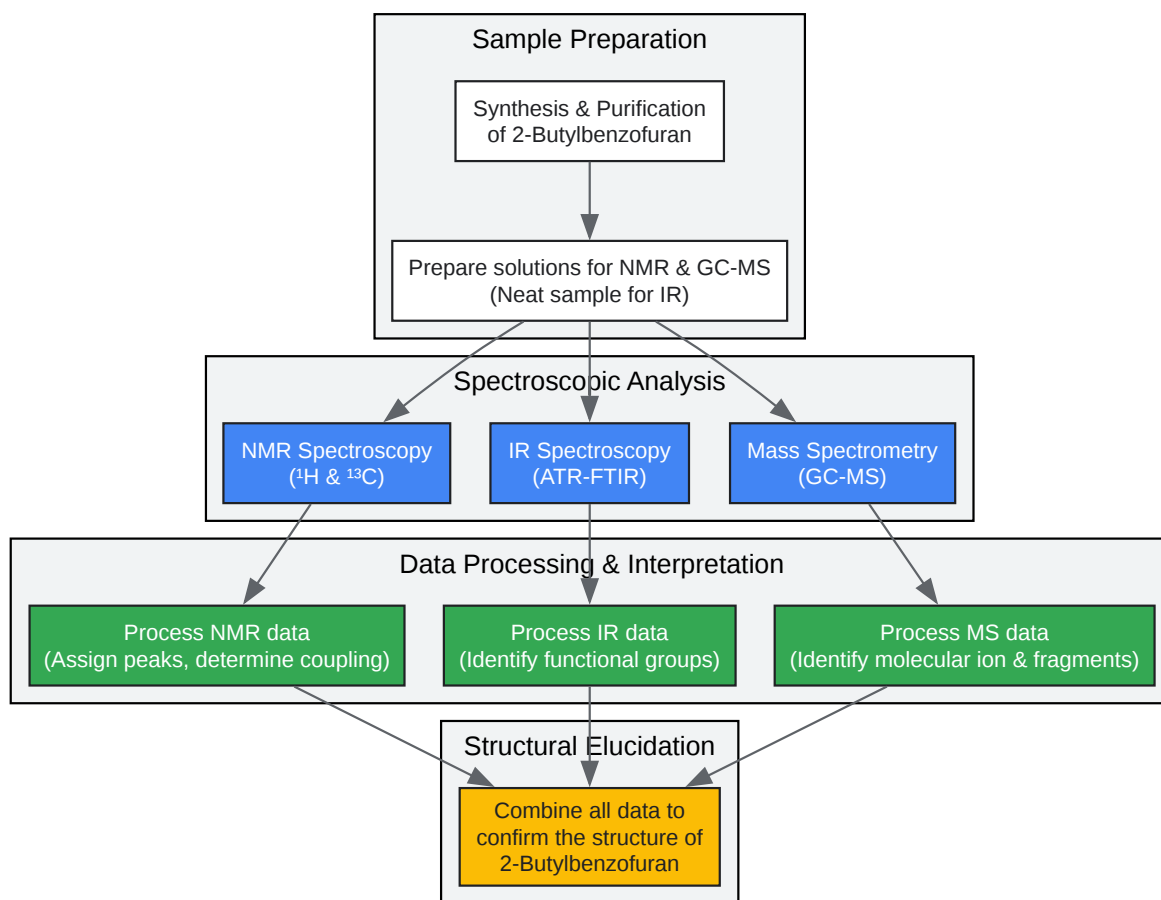 Sample Preparation
Synthesis & Purification
of 2-Butylbenzofuran
Prepare solutions for NMR & GC-MS
(Neat sample for IR)
Spectroscopic Analysis
NMR Spectroscopy
(¹H & ¹³C)
IR Spectroscopy
(ATR-FTIR)
Mass Spectrometry
(GC-MS)
Data Processing & Interpretation
Process NMR data
(Assign peaks, determine coupling)
Process IR data
(Identify functional groups)
Process MS data
(Identify molecular ion & fragments)
Structural Elucidation
Combine all data to
confirm the structure of
2-Butylbenzofuran